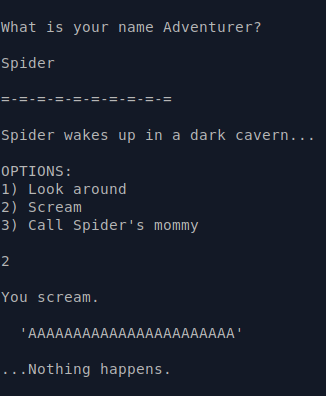 What is your name Adventurer?
Spider
=-=-=-=-=-=-=-=-=-=
Spider wakes up in a dark cavern...
OPTIONS:
1) Look around
2) Scream
3) Call Spider's mommy
2
You scream.
'AAAAAAAAAAAAAAAAAAAAAAA'
...Nothing happens.